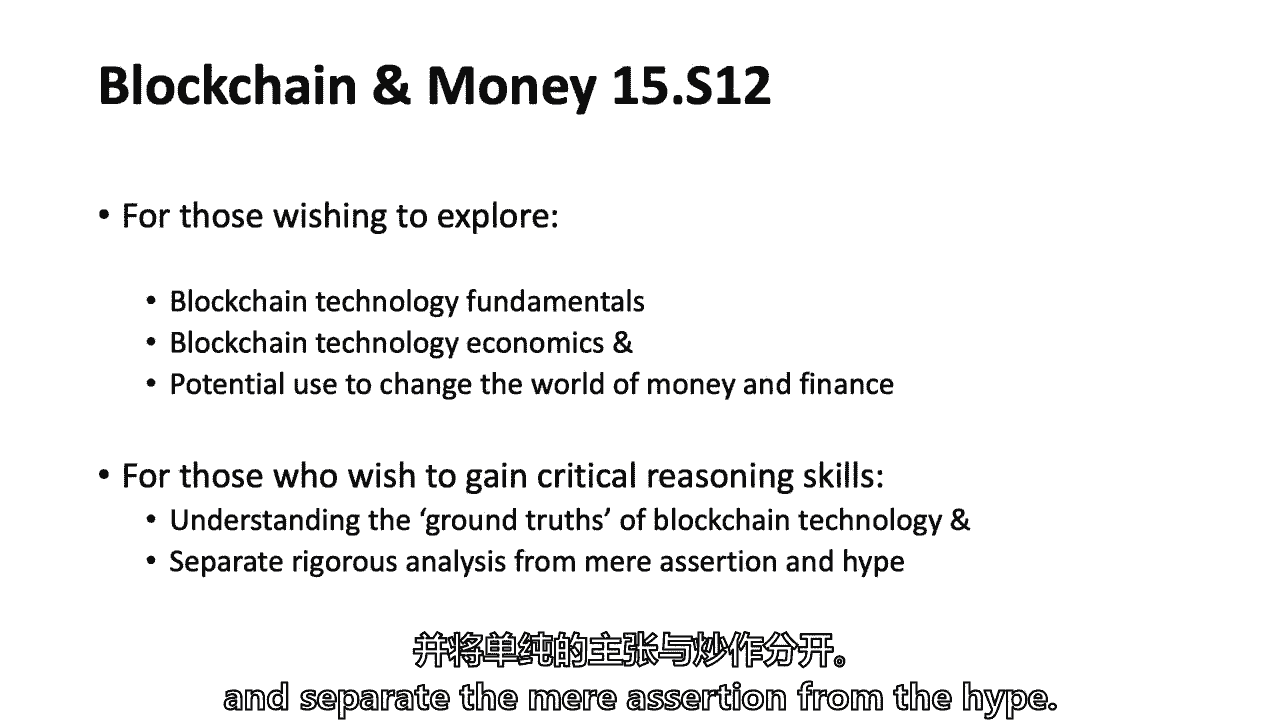 Blockchain & Money 15.S12
• For those wishing to explore:
• Blockchain technology fundamentals
• Blockchain technology economics &
• Potential use to change the world of money and finance
• For those who wish to gain critical reasoning skills:
• Understanding the ‘ground truths’ of blockchain technology &
• Separate rigorous analysis from mere assertion and hype
并将单纯的主张与炒作分开。
and separate the mere assertion from the hype.